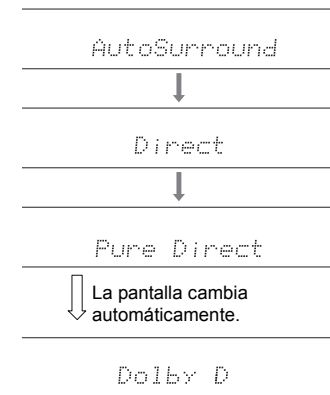 AutoSurround
Direct
Pure Direct
La pantalla cambia
automáticamente.
Dolby D